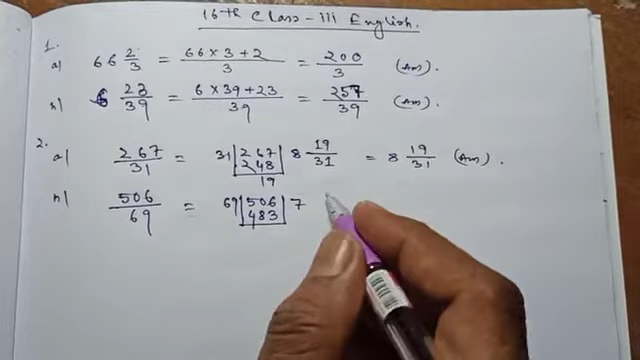 16th Class - III English.
1.
a) 66 2/3 = 66 × 3 + 2 / 3 = 200 / 3 (Ans).
b) 6 23/39 = 6 × 39 + 23 / 39 = 257 / 39 (Ans).
2.
a) 267 / 31 = 31 | 267 | 8 19/31 = 8 19/31 (Ans).
248
19
b) 506 / 69 = 69 | 506 | 7
483